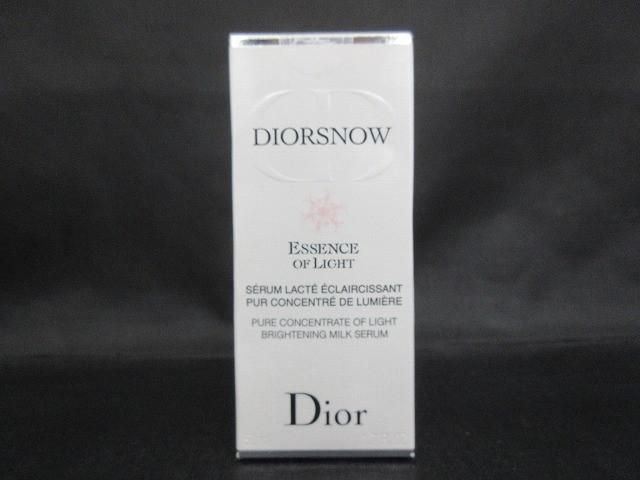 DIORSNOW
ESSENCE
OF LIGHT
SÉRUM LACTÉ ÉCLAIRCISSANT
PUR CONCENTRÉ DE LUMIÈRE
PURE CONCENTRATE OF LIGHT
BRIGHTENING MILK SERUM
Dior